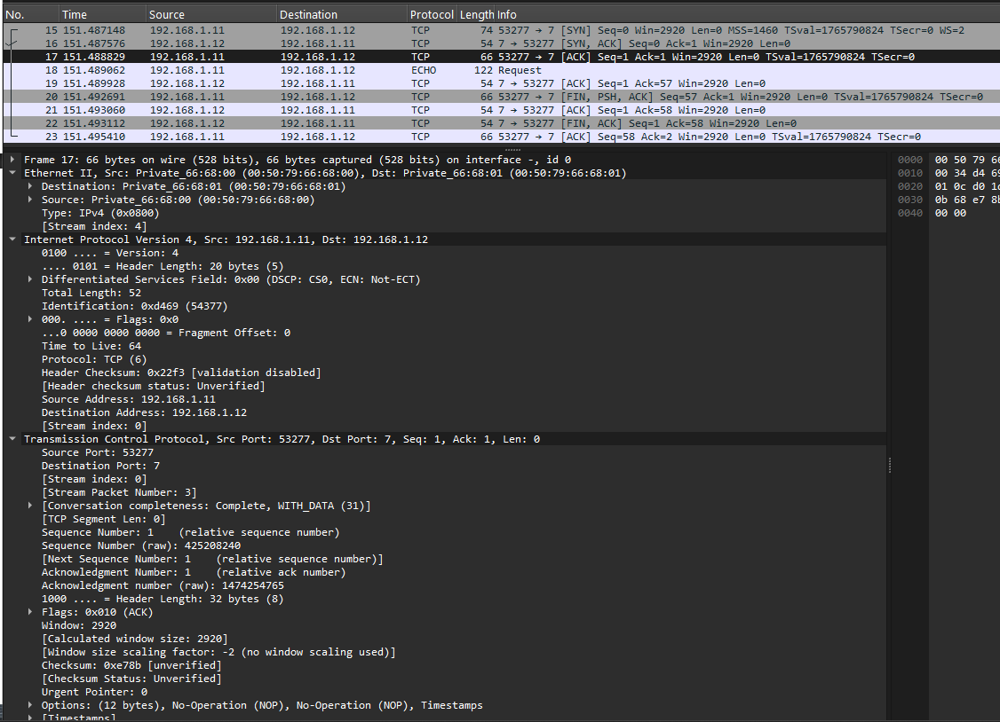 No. Time Source Destination Protocol Length Info
15 151.487148 192.168.1.11 192.168.1.12 TCP 74 53277 → 7 [SYN] Seq=0 Win=2920 Len=0 MSS=1460 TSval=1765790824 TSecr=0 WS=2
16 151.487576 192.168.1.12 192.168.1.11 TCP 54 7 → 53277 [SYN, ACK] Seq=0 Ack=1 Win=2920 Len=0
17 151.488829 192.168.1.11 192.168.1.12 TCP 66 53277 → 7 [ACK] Seq=1 Ack=1 Win=2920 Len=0 TSval=1765790824 TSecr=0
18 151.489062 192.168.1.11 192.168.1.12 ECHO 122 Request
19 151.489928 192.168.1.12 192.168.1.11 TCP 54 7 → 53277 [ACK] Seq=1 Ack=57 Win=2920 Len=0
20 151.492691 192.168.1.11 192.168.1.12 TCP 66 53277 → 7 [FIN, PSH, ACK] Seq=57 Ack=1 Win=2920 Len=0 TSval=1765790824 TSecr=0
21 151.493060 192.168.1.12 192.168.1.11 TCP 54 7 → 53277 [ACK] Seq=1 Ack=58 Win=2920 Len=0
22 151.493112 192.168.1.12 192.168.1.11 TCP 54 7 → 53277 [FIN, ACK] Seq=1 Ack=58 Win=2920 Len=0
23 151.495410 192.168.1.11 192.168.1.12 TCP 66 53277 → 7 [ACK] Seq=58 Ack=2 Win=2920 Len=0 TSval=1765790824 TSecr=0
Frame 17: 66 bytes on wire (528 bits), 66 bytes captured (528 bits) on interface -, id 0
Ethernet II, Src: Private_66:68:00 (00:50:79:66:68:00), Dst: Private_66:68:01 (00:50:79:66:68:01)
Destination: Private_66:68:01 (00:50:79:66:68:01)
Source: Private_66:68:00 (00:50:79:66:68:00)
Type: IPv4 (0x0800)
[Stream index: 4]
Internet Protocol Version 4, Src: 192.168.1.11, Dst: 192.168.1.12
0100 .... = Version: 4
.... 0101 = Header Length: 20 bytes (5)
Differentiated Services Field: 0x00 (DSCP: CS0, ECN: Not-ECT)
Total Length: 52
Identification: 0xd469 (54377)
000. .... = Flags: 0x0
...0 0000 0000 0000 = Fragment Offset: 0
Time to Live: 64
Protocol: TCP (6)
Header Checksum: 0x22f3 [validation disabled]
[Header checksum status: Unverified]
Source Address: 192.168.1.11
Destination Address: 192.168.1.12
[Stream index: 0]
Transmission Control Protocol, Src Port: 53277, Dst Port: 7, Seq: 1, Ack: 1, Len: 0
Source Port: 53277
Destination Port: 7
[Stream index: 0]
[Stream Packet Number: 3]
[Conversation completeness: Complete, WITH_DATA (31)]
[TCP Segment Len: 0]
Sequence Number: 1 (relative sequence number)
Sequence Number (raw): 425208240
[Next Sequence Number: 1 (relative sequence number)]
Acknowledgment Number: 1 (relative ack number)
Acknowledgment number (raw): 1474254765
1000 .... = Header Length: 32 bytes (8)
Flags: 0x010 (ACK)
Window: 2920
[Calculated window size: 2920]
[Window size scaling factor: -2 (no window scaling used)]
Checksum: 0xe78b [unverified]
[Checksum Status: Unverified]
Urgent Pointer: 0
Options: (12 bytes), No-Operation (NOP), No-Operation (NOP), Timestamps
[Timestamps]
0000 00 50 79 66
0010 00 34 d4 69
0020 01 0c d0 1d
0030 0b 68 e7 8b
0040 00 00